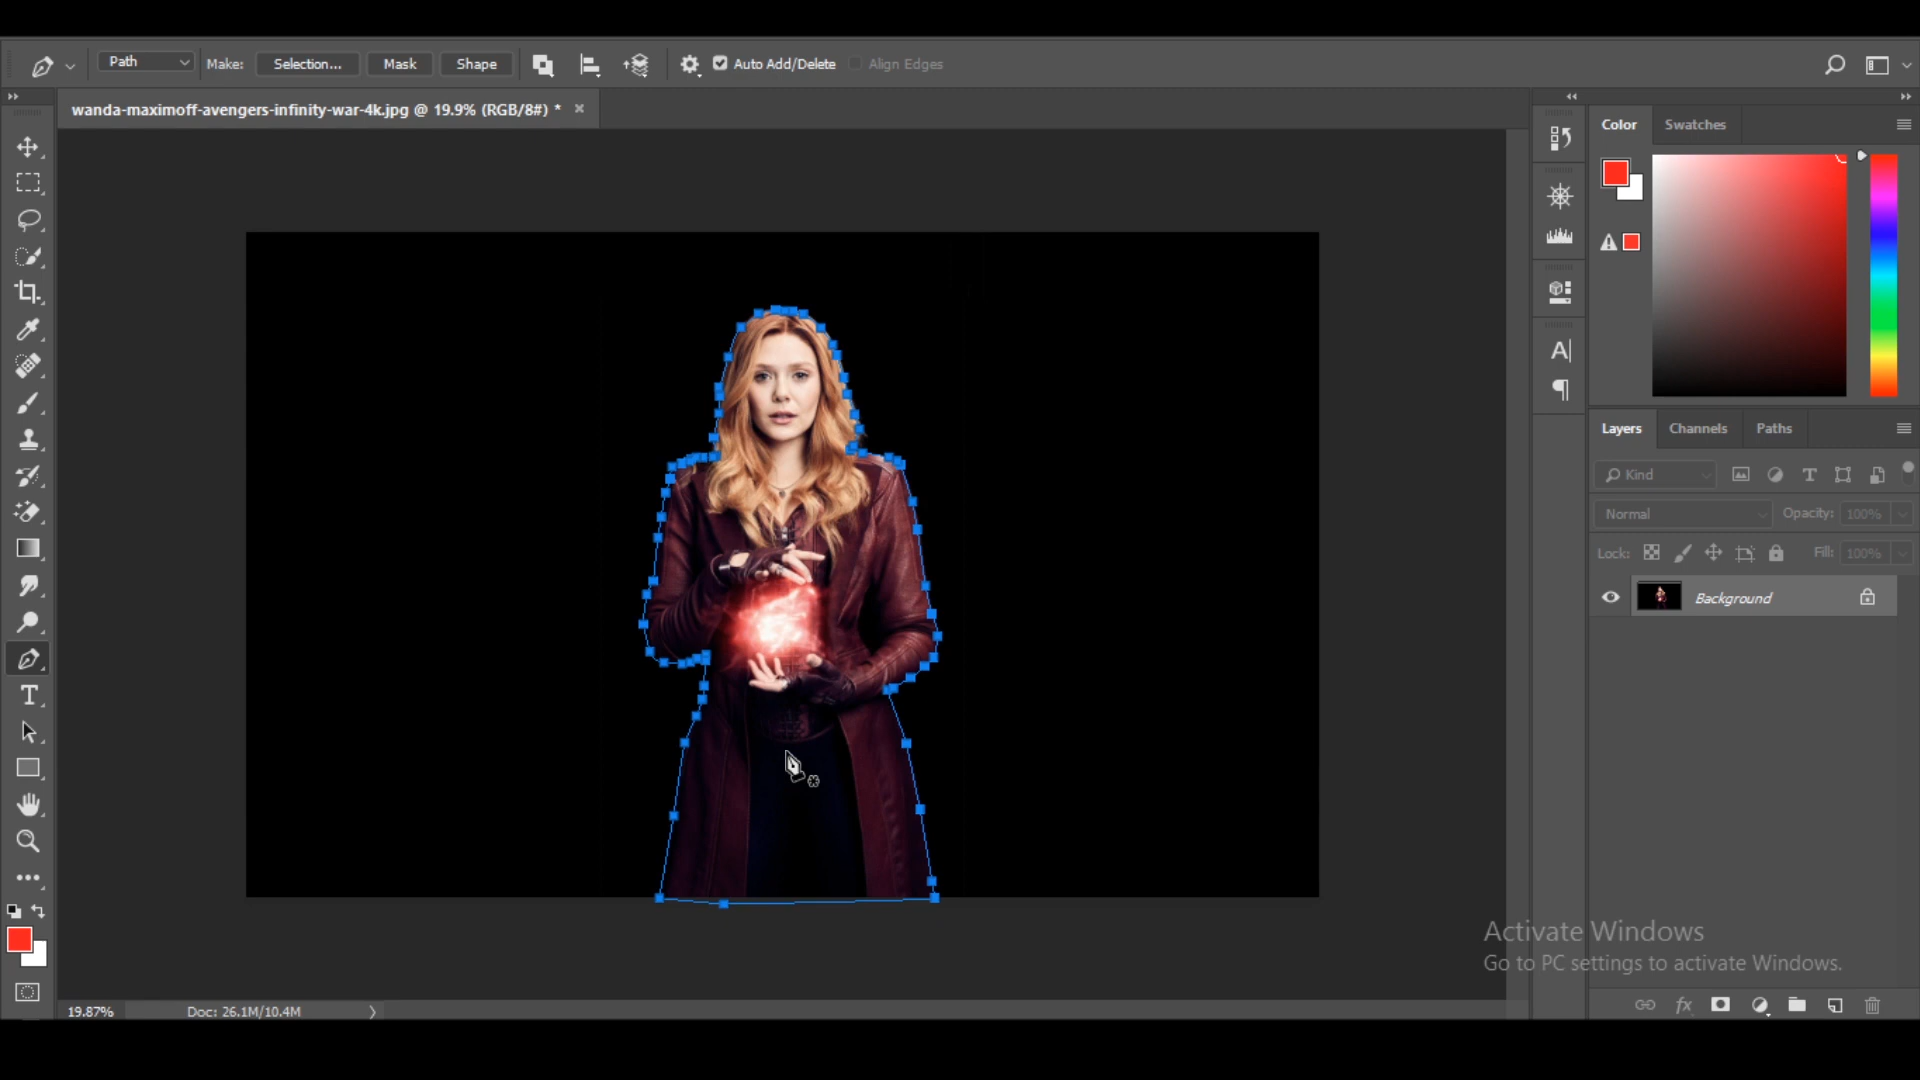 Path Make: Selection... Mask Shape Auto Add/Delete Align Edges
wanda-maximoff-avengers-infinity-war-4k.jpg @ 19.9% (RGB/8#) * ×
Color Swatches
Layers Channels Paths
Kind
Normal Opacity: 100%
Lock: Fill: 100%
Background
Activate Windows
Go to PC settings to activate Windows.
19.87% Doc: 26.1M/10.4M